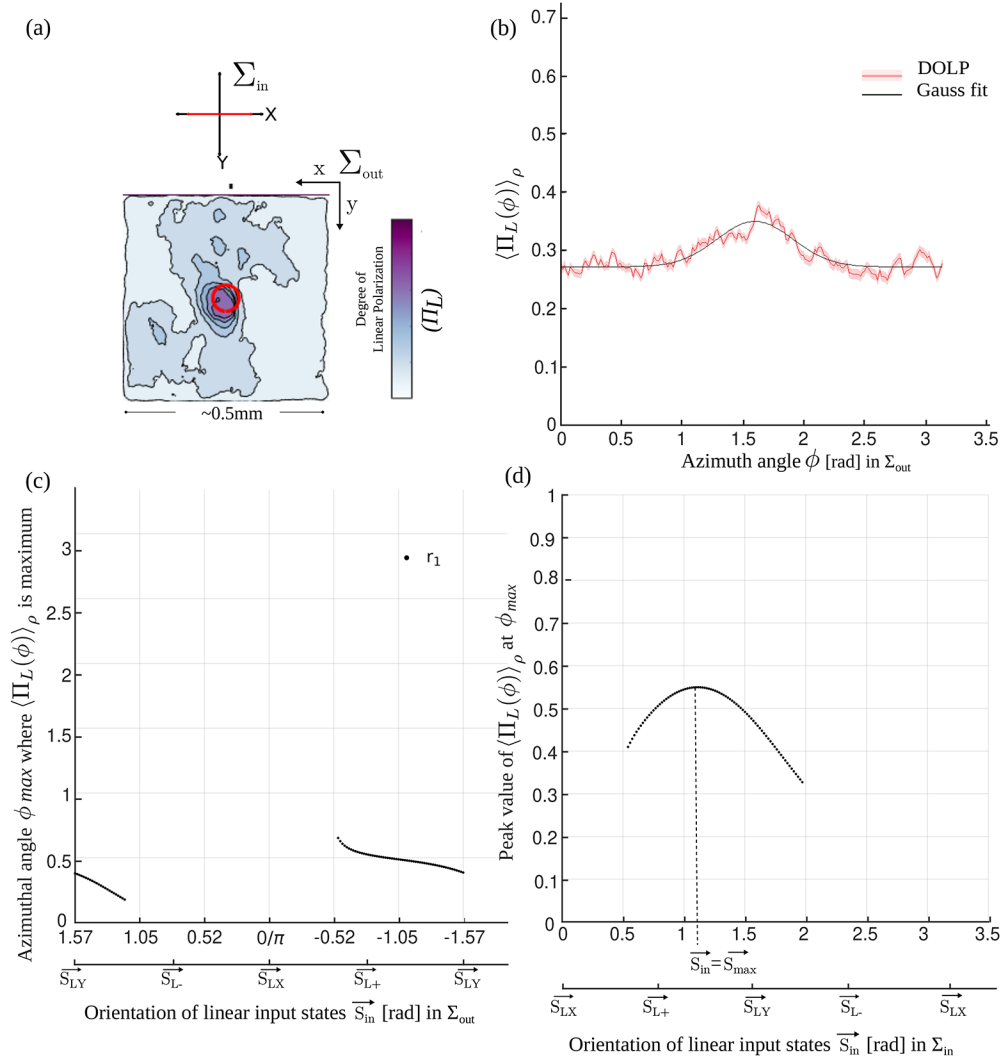 (a)
Σin
X
Y
x
Σout
y
Degree of
Linear Polarization
(ΠL)
~0.5mm
(b)
0.7
0.6
0.5
0.4
0.3
0.2
0.1
0
⟨ΠL(ϕ)⟩ρ
DOLP
Gauss fit
0 0.5 1 1.5 2 2.5 3 3.5
Azimuth angle ϕ [rad] in Σout
(c)
Azimuthal angle ϕ max where ⟨ΠL(ϕ)⟩ρ is maximum
3
2.5
2
1.5
1
0.5
0
r1
1.57 1.05 0.52 0/π -0.52 -1.05 -1.57
SLY SL- SLX SL+ SLY
Orientation of linear input states Sin [rad] in Σout
(d)
Peak value of ⟨ΠL(ϕ)⟩ρ at ϕmax
1
0.9
0.8
0.7
0.6
0.5
0.4
0.3
0.2
0.1
0
0 0.5 1 1.5 2 2.5 3 3.5
Sin=Smax
SLX SL+ SLY SL- SLX
Orientation of linear input states Sin [rad] in Σin